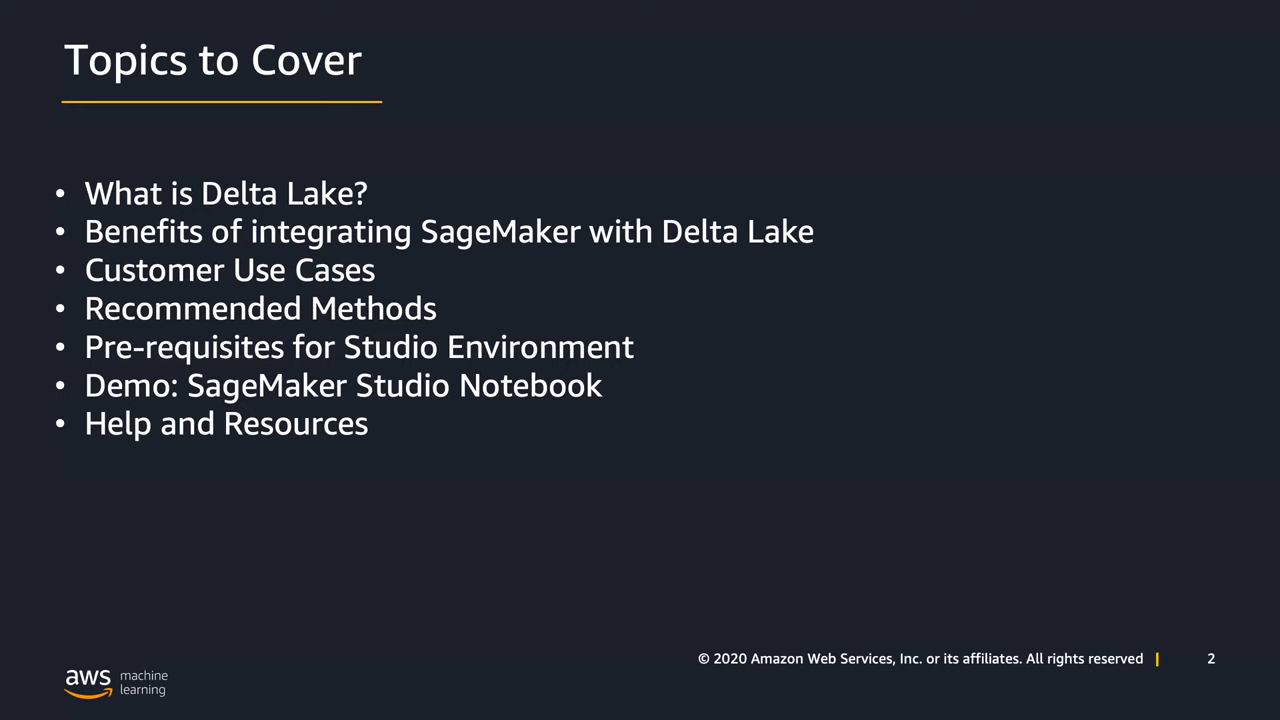 Topics to Cover
• What is Delta Lake?
• Benefits of integrating SageMaker with Delta Lake
• Customer Use Cases
• Recommended Methods
• Pre-requisites for Studio Environment
• Demo: SageMaker Studio Notebook
• Help and Resources
© 2020 Amazon Web Services, Inc. or its affiliates. All rights reserved | 2
aws machine
learning